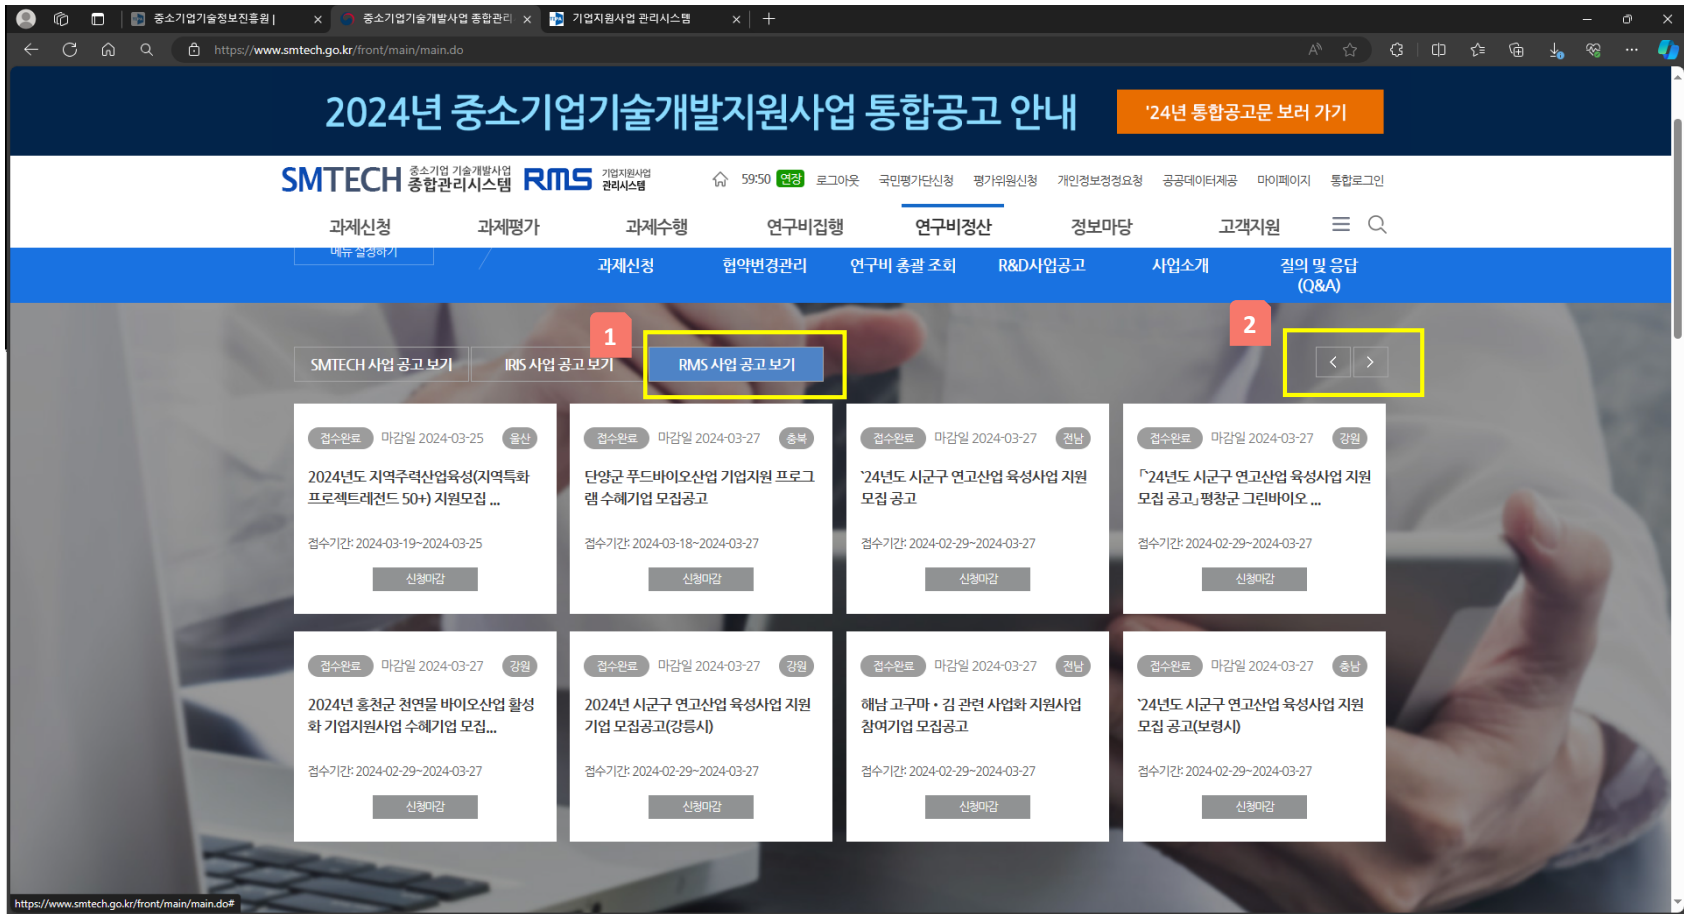 중소기업기술정보진흥원 |
중소기업기술개발사업 종합관리
기업지원사업 관리시스템
https://www.smtech.go.kr/front/main/main.do
2024년 중소기업기술개발지원사업 통합공고 안내
'24년 통합공고문 보러 가기
SMTECH 중소기업 기술개발사업 종합관리시스템 RMS 기업지원사업 관리시스템
59:50 연장 로그아웃 국민평가단신청 평가위원신청 개인정보정정요청 공공데이터제공 마이페이지 통합로그인
과제신청 과제평가 과제수행 연구비집행 연구비정산 정보마당 고객지원
메뉴 설정하기
과제신청 협약변경관리 연구비 총괄 조회 R&D사업공고 사업소개 질의 및 응답
(Q&A)
1
2
SMTECH 사업 공고 보기 IRIS 사업 공고 보기 RMS 사업 공고 보기
접수완료 마감일 2024-03-25 울산
2024년도 지역주력산업육성(지역특화
프로젝트레전드 50+) 지원모집 ...
접수기간: 2024-03-19~2024-03-25
신청마감
접수완료 마감일 2024-03-27 충북
단양군 푸드바이오산업 기업지원 프로그
램 수혜기업 모집공고
접수기간: 2024-03-18~2024-03-27
신청마감
접수완료 마감일 2024-03-27 전남
`24년도 시군구 연고산업 육성사업 지원
모집 공고
접수기간: 2024-02-29~2024-03-27
신청마감
접수완료 마감일 2024-03-27 강원
「`24년도 시군구 연고산업 육성사업 지원
모집 공고」평창군 그린바이오 ...
접수기간: 2024-02-29~2024-03-27
신청마감
접수완료 마감일 2024-03-27 강원
2024년 홍천군 천연물 바이오산업 활성
화 기업지원사업 수혜기업 모집...
접수기간: 2024-02-29~2024-03-27
신청마감
접수완료 마감일 2024-03-27 강원
2024년 시군구 연고산업 육성사업 지원
기업 모집공고(강릉시)
접수기간: 2024-02-29~2024-03-27
신청마감
접수완료 마감일 2024-03-27 전남
해남 고구마·김 관련 사업화 지원사업
참여기업 모집공고
접수기간: 2024-02-29~2024-03-27
신청마감
접수완료 마감일 2024-03-27 충남
`24년도 시군구 연고산업 육성사업 지원
모집 공고(보령시)
접수기간: 2024-02-29~2024-03-27
신청마감
https://www.smtech.go.kr/front/main/main.do#